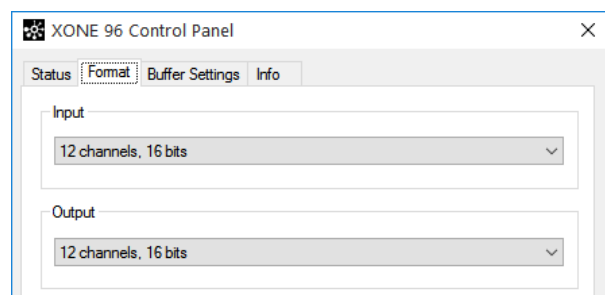 XONE 96 Control Panel
Status Format Buffer Settings Info
Input
12 channels, 16 bits
Output
12 channels, 16 bits